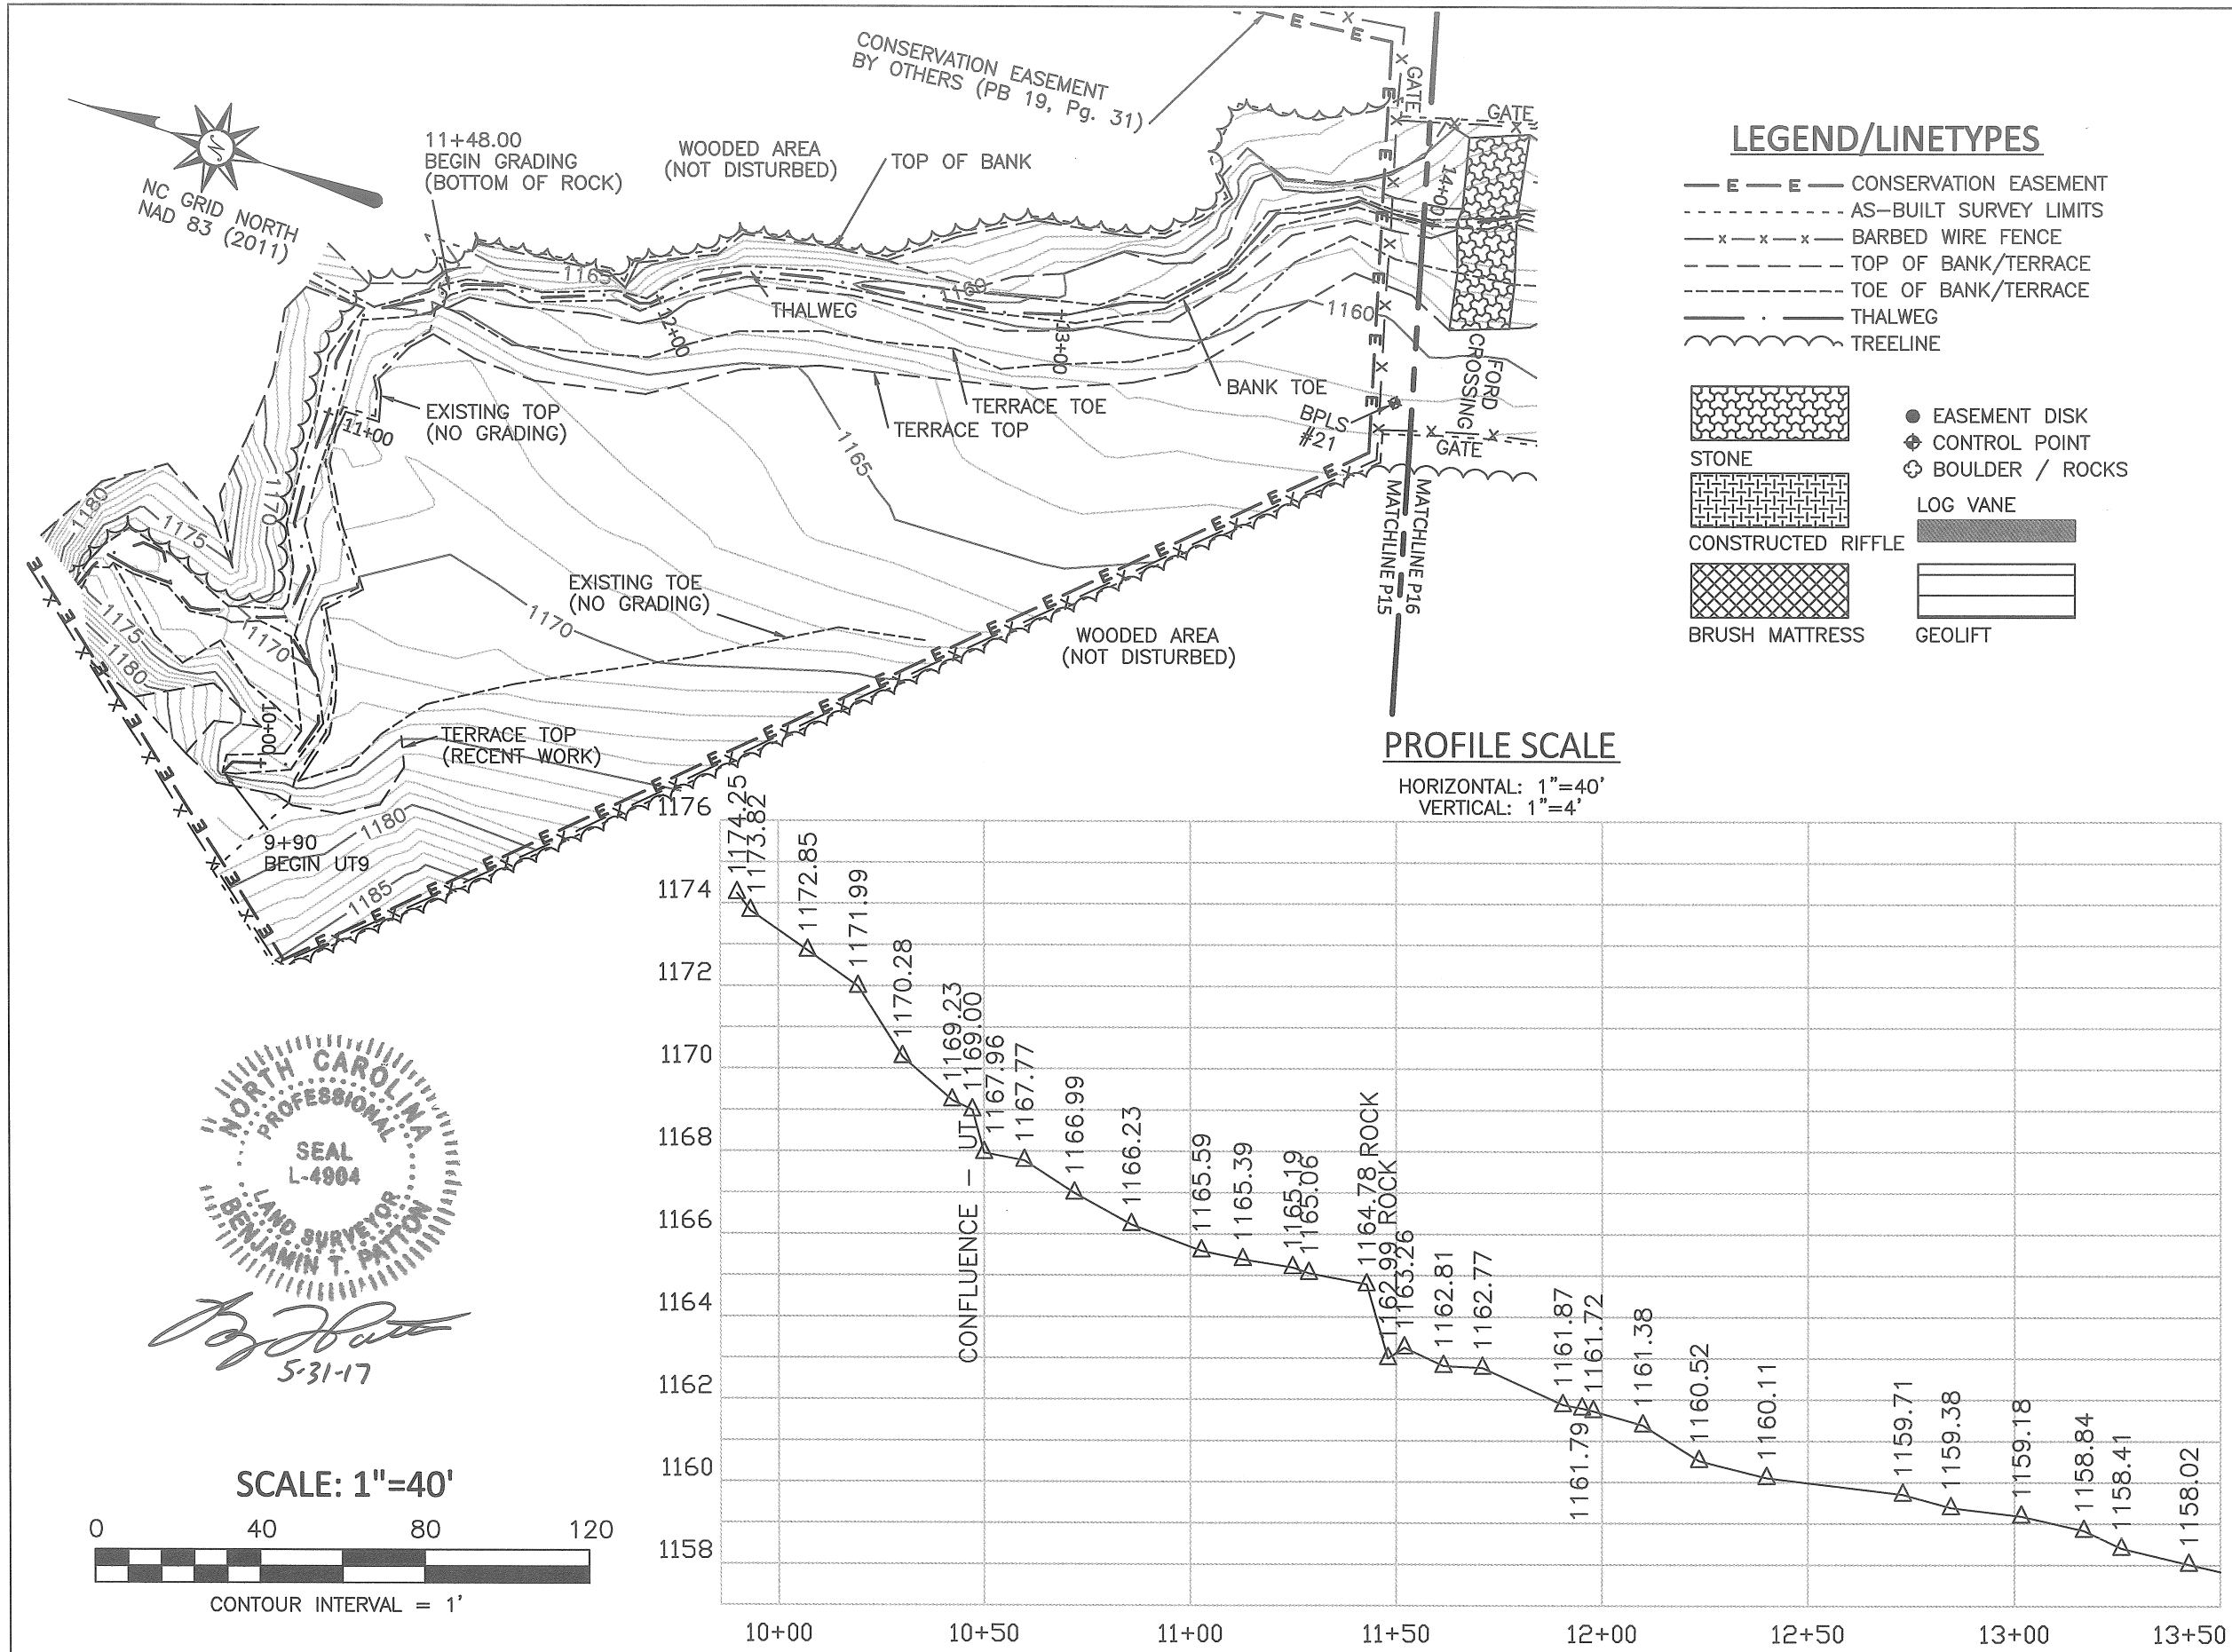 CONSERVATION EASEMENT
BY OTHERS (PB 19, Pg. 31)
E
E
X
GATE
GATE
N
NC GRID NORTH
NAD 83 (2011)
11+48.00
BEGIN GRADING
(BOTTOM OF ROCK)
WOODED AREA
(NOT DISTURBED)
TOP OF BANK
14+00
1165
THALWEG
1160
12+00
13+00
1160
FORD
CROSSING
BANK TOE
BPLS
#21
GATE
EXISTING TOP
(NO GRADING)
11+00
TERRACE TOE
TERRACE TOP
1165
1170
1180
1175
MATCHLINE P15
MATCHLINE P16
EXISTING TOE
(NO GRADING)
1170
WOODED AREA
(NOT DISTURBED)
1175
1170
1180
10+00
TERRACE TOP
(RECENT WORK)
9+90
BEGIN UT9
1180
1185
LEGEND/LINETYPES
E E CONSERVATION EASEMENT
AS-BUILT SURVEY LIMITS
x x x BARBED WIRE FENCE
TOP OF BANK/TERRACE
TOE OF BANK/TERRACE
THALWEG
TREELINE
STONE
CONSTRUCTED RIFFLE
BRUSH MATTRESS
EASEMENT DISK
CONTROL POINT
BOULDER / ROCKS
LOG VANE
GEOLIFT
PROFILE SCALE
HORIZONTAL: 1"=40'
VERTICAL: 1"=4'
1176
1174
1172
1170
1168
1166
1164
1162
1160
1158
1174.25
1173.82
1172.85
1171.99
1170.28
1169.23
1169.00
1167.96
1167.77
1166.99
1166.23
1165.59
1165.39
1165.19
1165.06
1164.78 ROCK
1162.99 ROCK
1163.26
1162.81
1162.77
1161.87
1161.79
1161.72
1161.38
1160.52
1160.11
1159.71
1159.38
1159.18
1158.84
1158.41
1158.02
CONFLUENCE - UT
10+00
10+50
11+00
11+50
12+00
12+50
13+00
13+50
NORTH CAROLINA
PROFESSIONAL
SEAL
L-4904
LAND SURVEYOR
BENJAMIN T. PATTON
5-31-17
SCALE: 1"=40'
0 40 80 120
CONTOUR INTERVAL = 1'